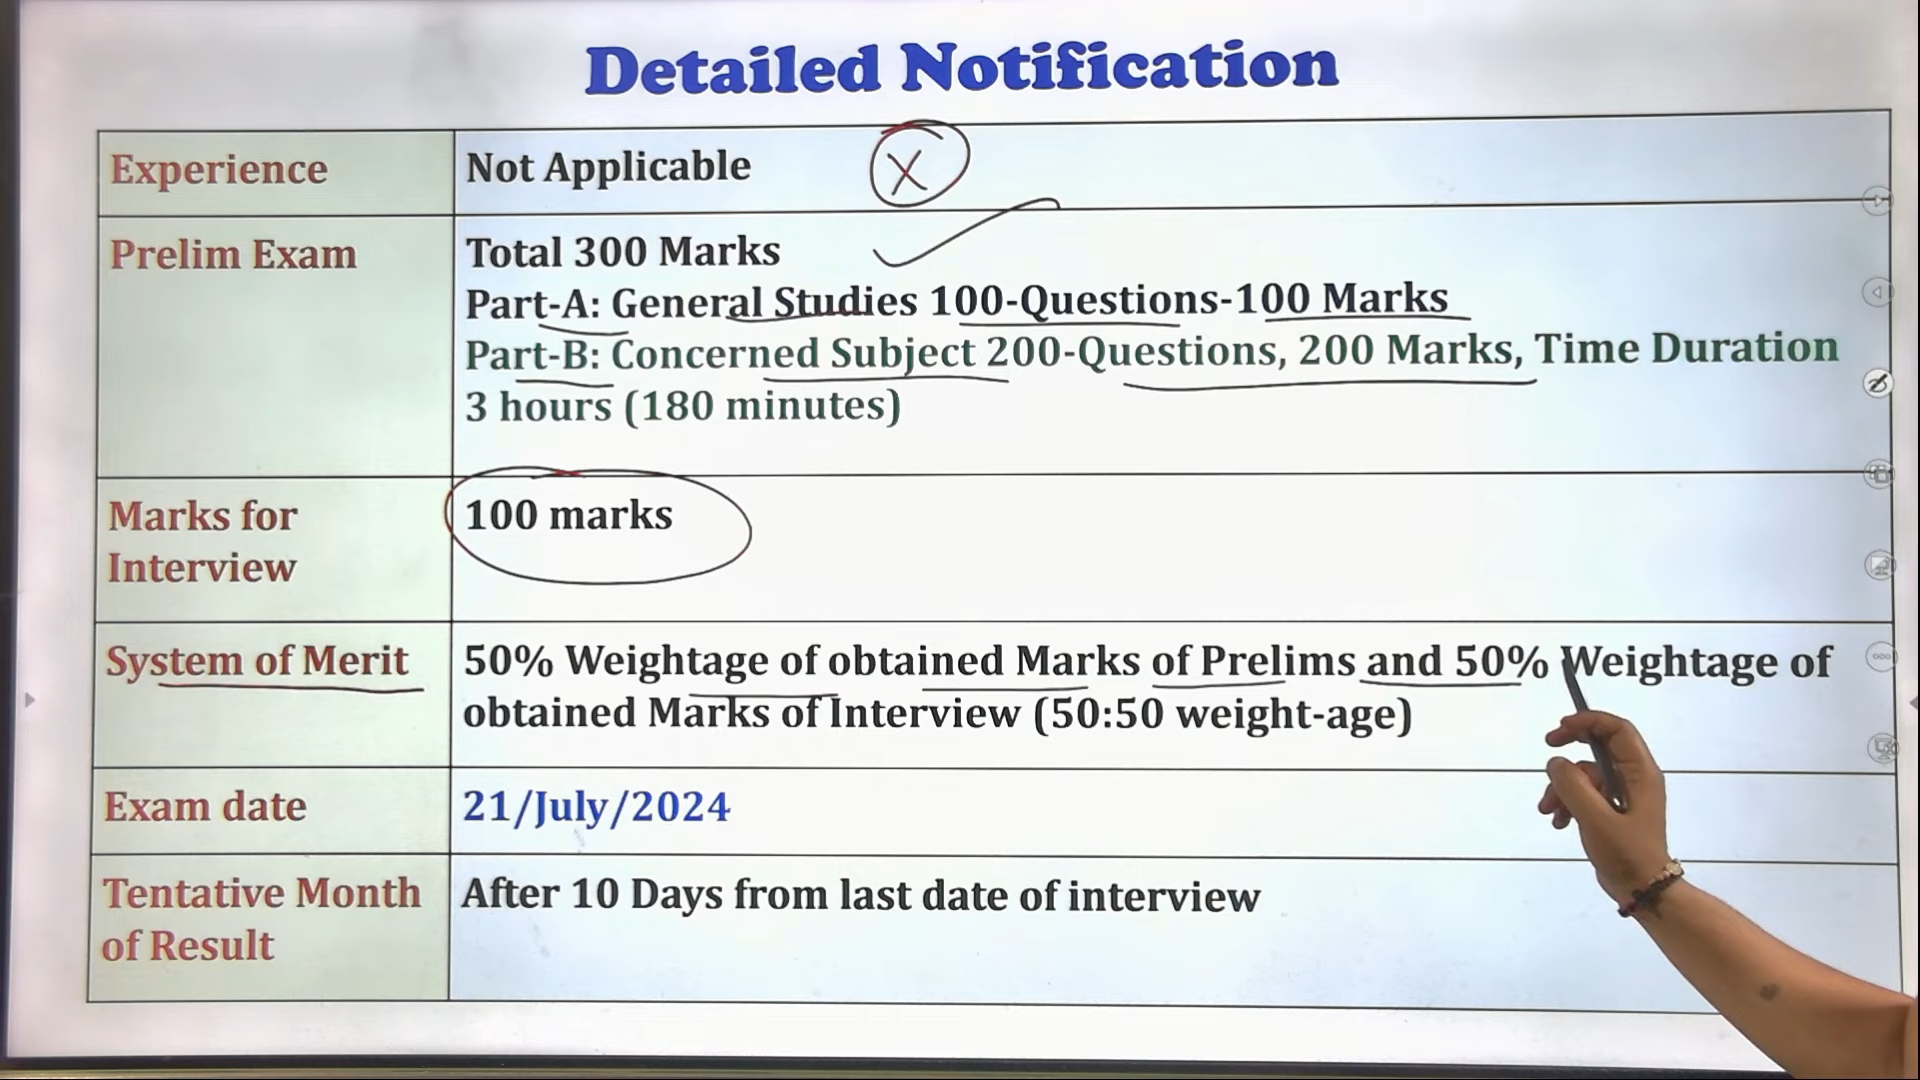 Detailed Notification
Experience
Not Applicable
X
Prelim Exam
Total 300 Marks
Part-A: General Studies 100-Questions-100 Marks
Part-B: Concerned Subject 200-Questions, 200 Marks, Time Duration
3 hours (180 minutes)
Marks for
Interview
100 marks
System of Merit
50% Weightage of obtained Marks of Prelims and 50% Weightage of
obtained Marks of Interview (50:50 weight-age)
Exam date
21/July/2024
Tentative Month
of Result
After 10 Days from last date of interview